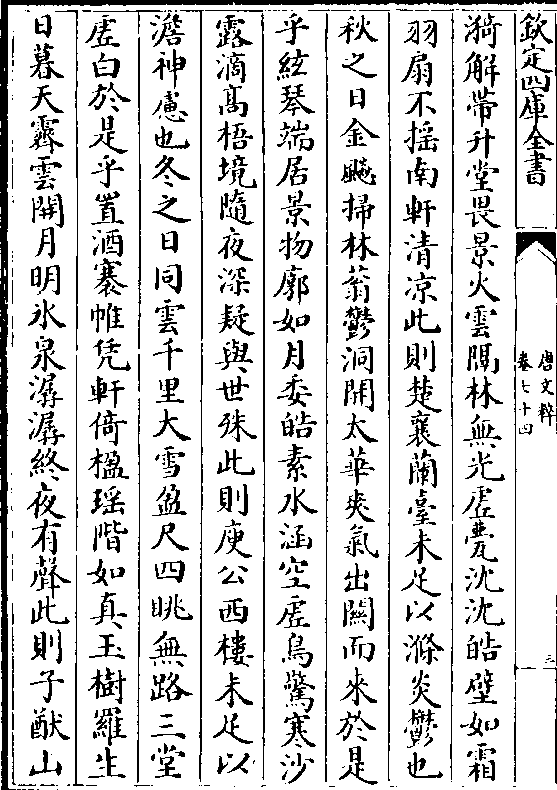 欽定四庫全書
唐文粹
卷七十四
三
漪解帶升堂畏景火雲隔林無光虛甍沈沈皓壁如霜
羽扇不揺南軒清凉此則楚襄蘭臺未足以滌炎鬱也
秋之日金飈掃林蓊鬱洞開太華爽氣出關而來於是
乎絃琴端居景物廓如月委皓素水涵空虛鳥驚寒沙
露滴髙梧境隨夜深疑與世殊此則庾公西樓未足以
澹神慮也冬之日同雲千里大雪盈尺四眺無路三堂
虛白於是乎置酒褰帷凭軒倚楹瑶階如真玉樹羅生
日暮天霽雲開月明氷泉潺潺終夜有聲此則子猷山